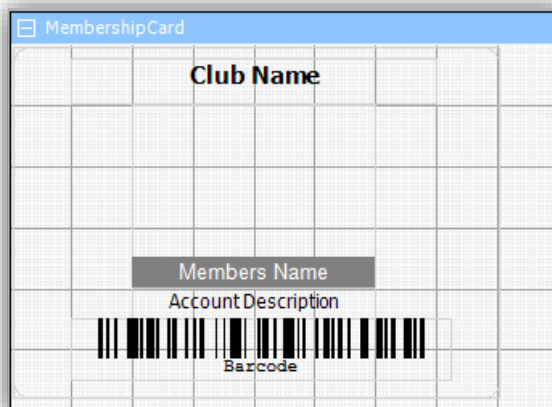 MembershipCard
Club Name
Members Name
Account Description
Barcode